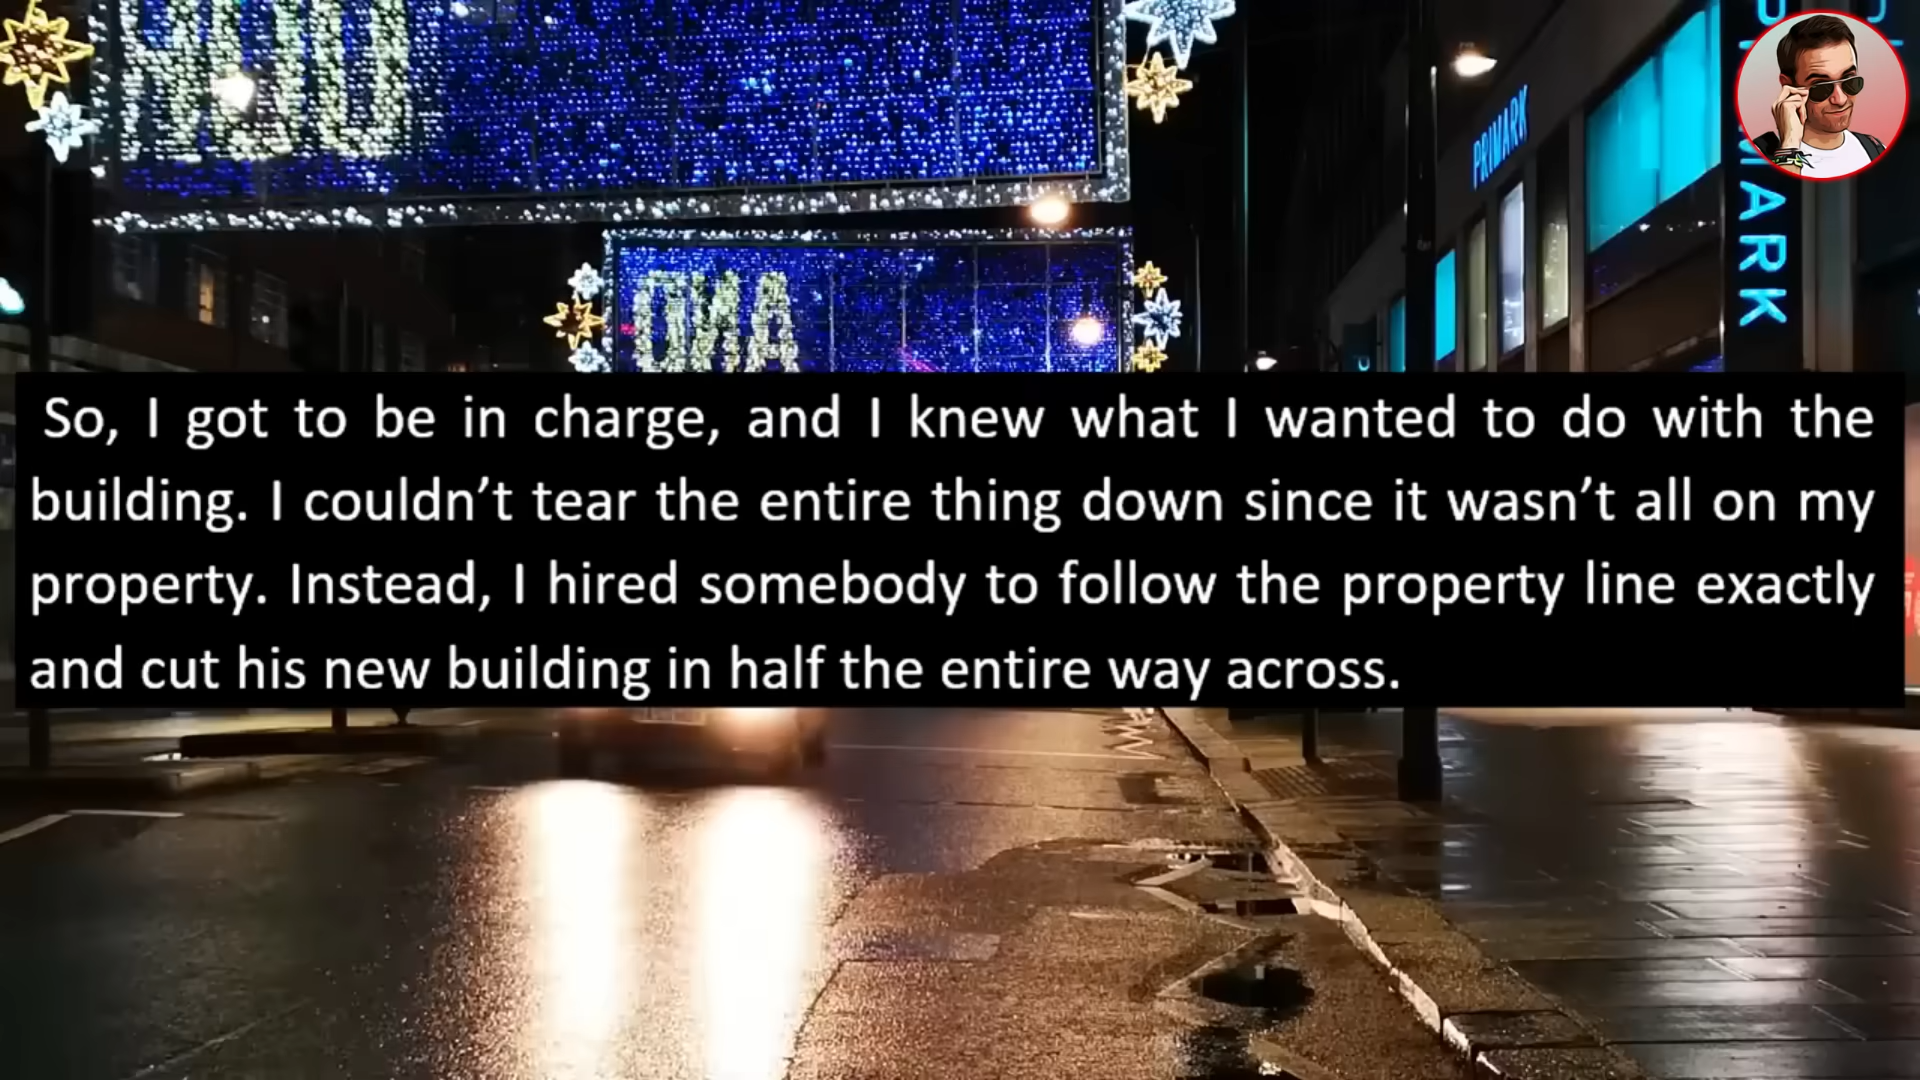 PRIMARK
AND
So, I got to be in charge, and I knew what I wanted to do with the
building. I couldn’t tear the entire thing down since it wasn’t all on my
property. Instead, I hired somebody to follow the property line exactly
and cut his new building in half the entire way across.